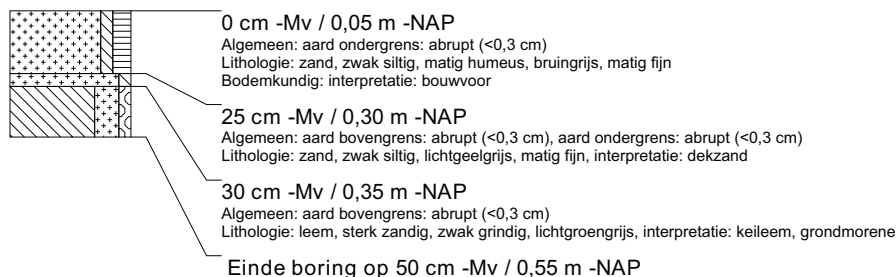 0 cm -Mv / 0,05 m -NAP
Algemeen: aard ondergrens: abrupt (<0,3 cm)
Lithologie: zand, zwak siltig, matig humeus, bruingrijs, matig fijn
Bodemkundig: interpretatie: bouwvoor
25 cm -Mv / 0,30 m -NAP
Algemeen: aard bovengrens: abrupt (<0,3 cm), aard ondergrens: abrupt (<0,3 cm)
Lithologie: zand, zwak siltig, lichtgeelgrijs, matig fijn, interpretatie: dekzand
30 cm -Mv / 0,35 m -NAP
Algemeen: aard bovengrens: abrupt (<0,3 cm)
Lithologie: leem, sterk zandig, zwak grindig, lichtgroengrijs, interpretatie: keileem, grondmorene
Einde boring op 50 cm -Mv / 0,55 m -NAP